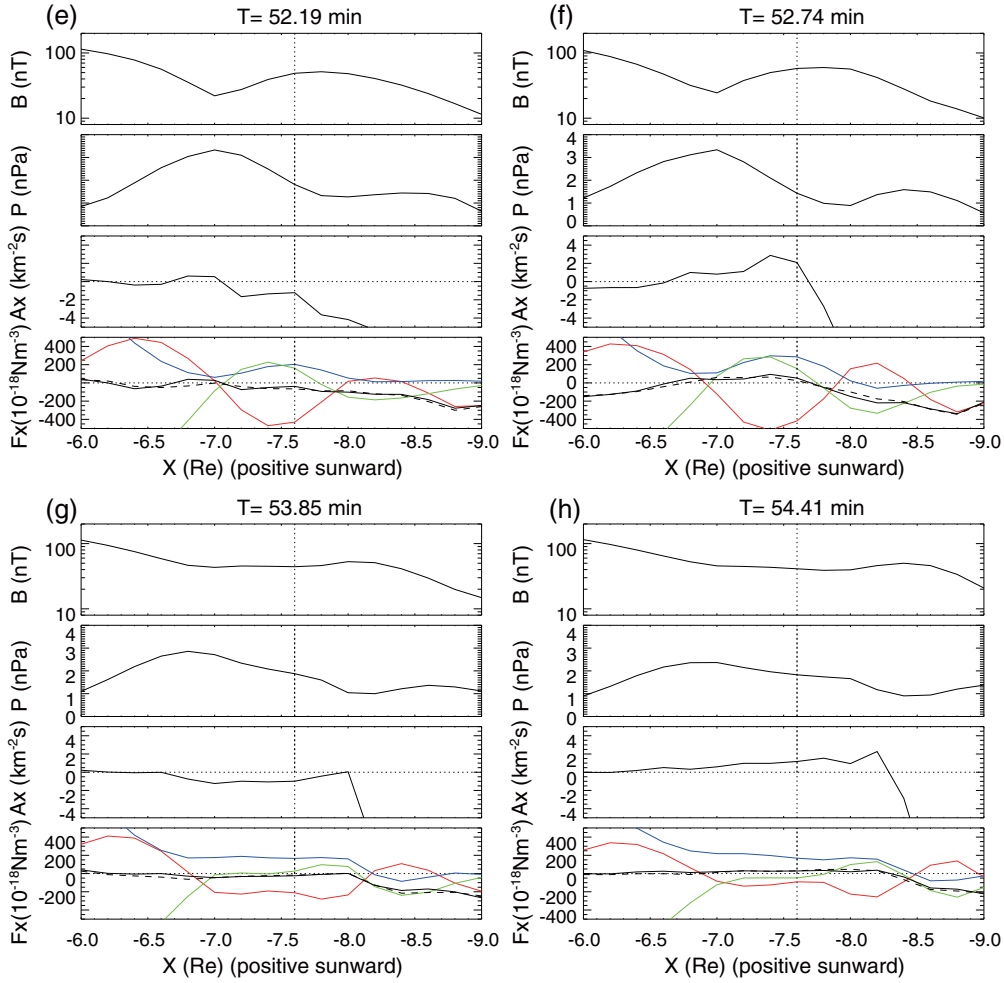 (e) T= 52.19 min
B (nT)
100
10
P (nPa)
Ax (km⁻²s)
0
-2
-4
Fx(10⁻¹⁸Nm⁻³)
400
200
0
-200
-400
-6.0 -6.5 -7.0 -7.5 -8.0 -8.5 -9.0
X (Re) (positive sunward)
(f) T= 52.74 min
B (nT)
100
10
P (nPa)
4
3
2
1
0
Ax (km⁻²s)
4
2
0
-2
-4
Fx(10⁻¹⁸Nm⁻³)
400
200
0
-200
-400
-6.0 -6.5 -7.0 -7.5 -8.0 -8.5 -9.0
X (Re) (positive sunward)
(g) T= 53.85 min
B (nT)
100
10
P (nPa)
4
3
2
1
0
Ax (km⁻²s)
4
2
0
-2
-4
Fx(10⁻¹⁸Nm⁻³)
400
200
0
-200
-400
-6.0 -6.5 -7.0 -7.5 -8.0 -8.5 -9.0
X (Re) (positive sunward)
(h) T= 54.41 min
B (nT)
100
10
P (nPa)
4
3
2
1
0
Ax (km⁻²s)
4
2
0
-2
-4
Fx(10⁻¹⁸Nm⁻³)
400
200
0
-200
-400
-6.0 -6.5 -7.0 -7.5 -8.0 -8.5 -9.0
X (Re) (positive sunward)